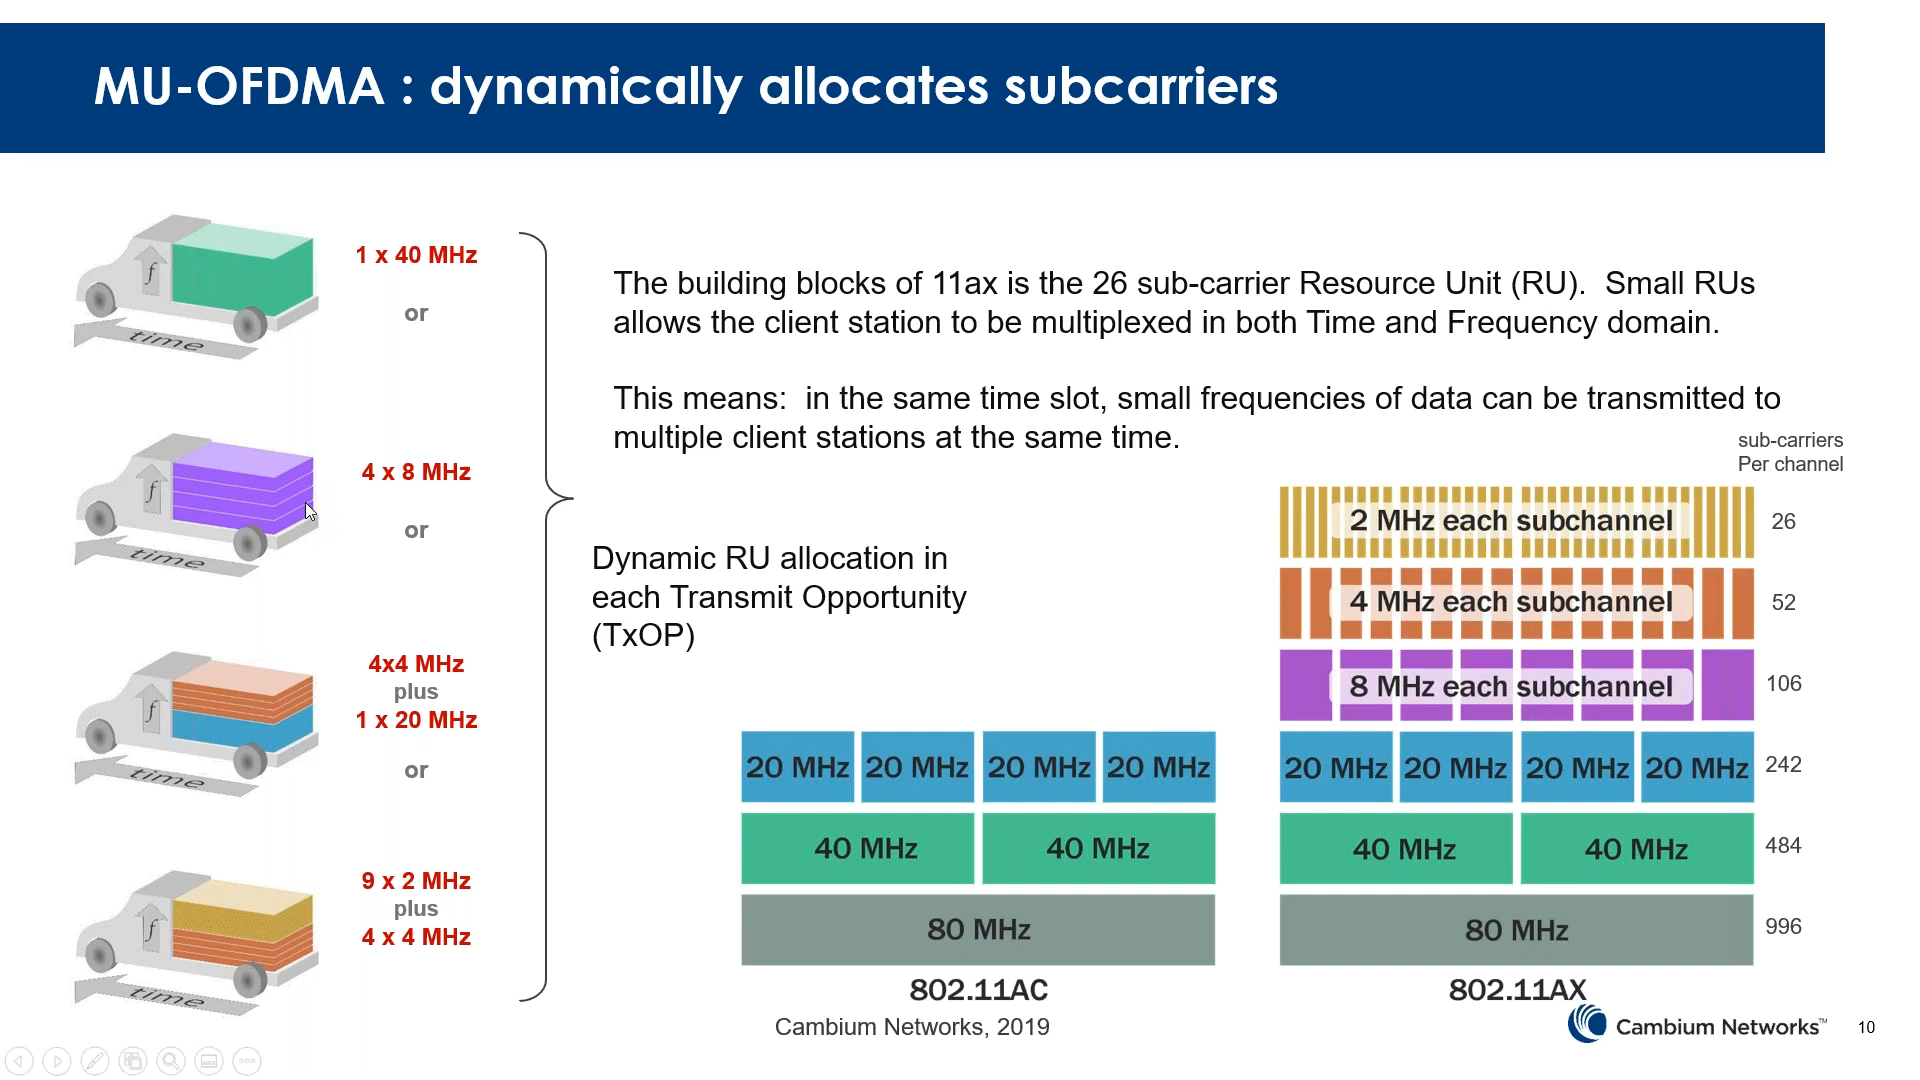 MU-OFDMA : dynamically allocates subcarriers
f
time
1 x 40 MHz
or
f
time
4 x 8 MHz
or
f
time
4x4 MHz
plus
1 x 20 MHz
or
f
time
9 x 2 MHz
plus
4 x 4 MHz
The building blocks of 11ax is the 26 sub-carrier Resource Unit (RU).  Small RUs
allows the client station to be multiplexed in both Time and Frequency domain.
This means:  in the same time slot, small frequencies of data can be transmitted to
multiple client stations at the same time.
Dynamic RU allocation in
each Transmit Opportunity
(TxOP)
20 MHz 20 MHz 20 MHz 20 MHz
40 MHz 40 MHz
80 MHz
802.11AC
sub-carriers
Per channel
2 MHz each subchannel 26
4 MHz each subchannel 52
8 MHz each subchannel 106
20 MHz 20 MHz 20 MHz 20 MHz 242
40 MHz 40 MHz 484
80 MHz 996
802.11AX
Cambium Networks, 2019
Cambium Networks™
10